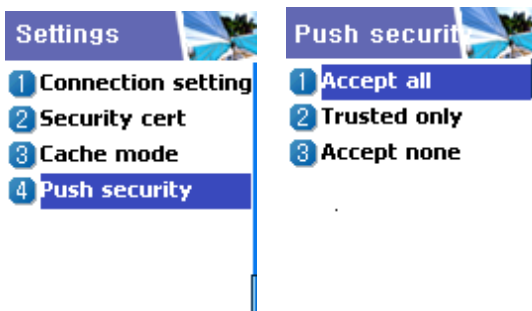 Settings
1 Connection setting
2 Security cert
3 Cache mode
4 Push security
Push securit
1 Accept all
2 Trusted only
3 Accept none